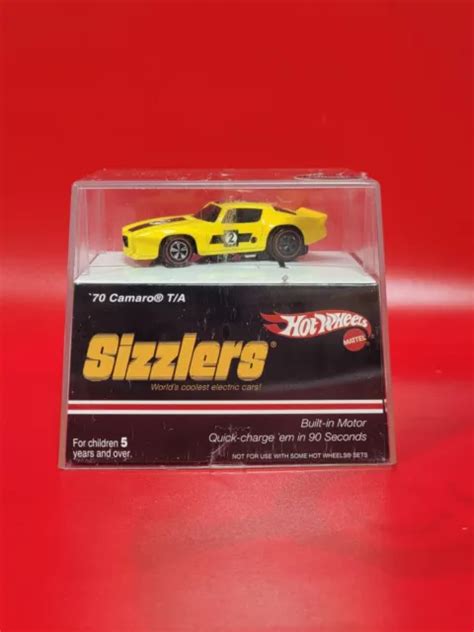 2
'70 Camaro® T/A
Hot Wheels
MATTEL
Sizzlers®
World's coolest electric cars!
Built-in Motor
For children 5
years and over.
Quick-charge 'em in 90 Seconds
NOT FOR USE WITH SOME HOT WHEELS® SETS